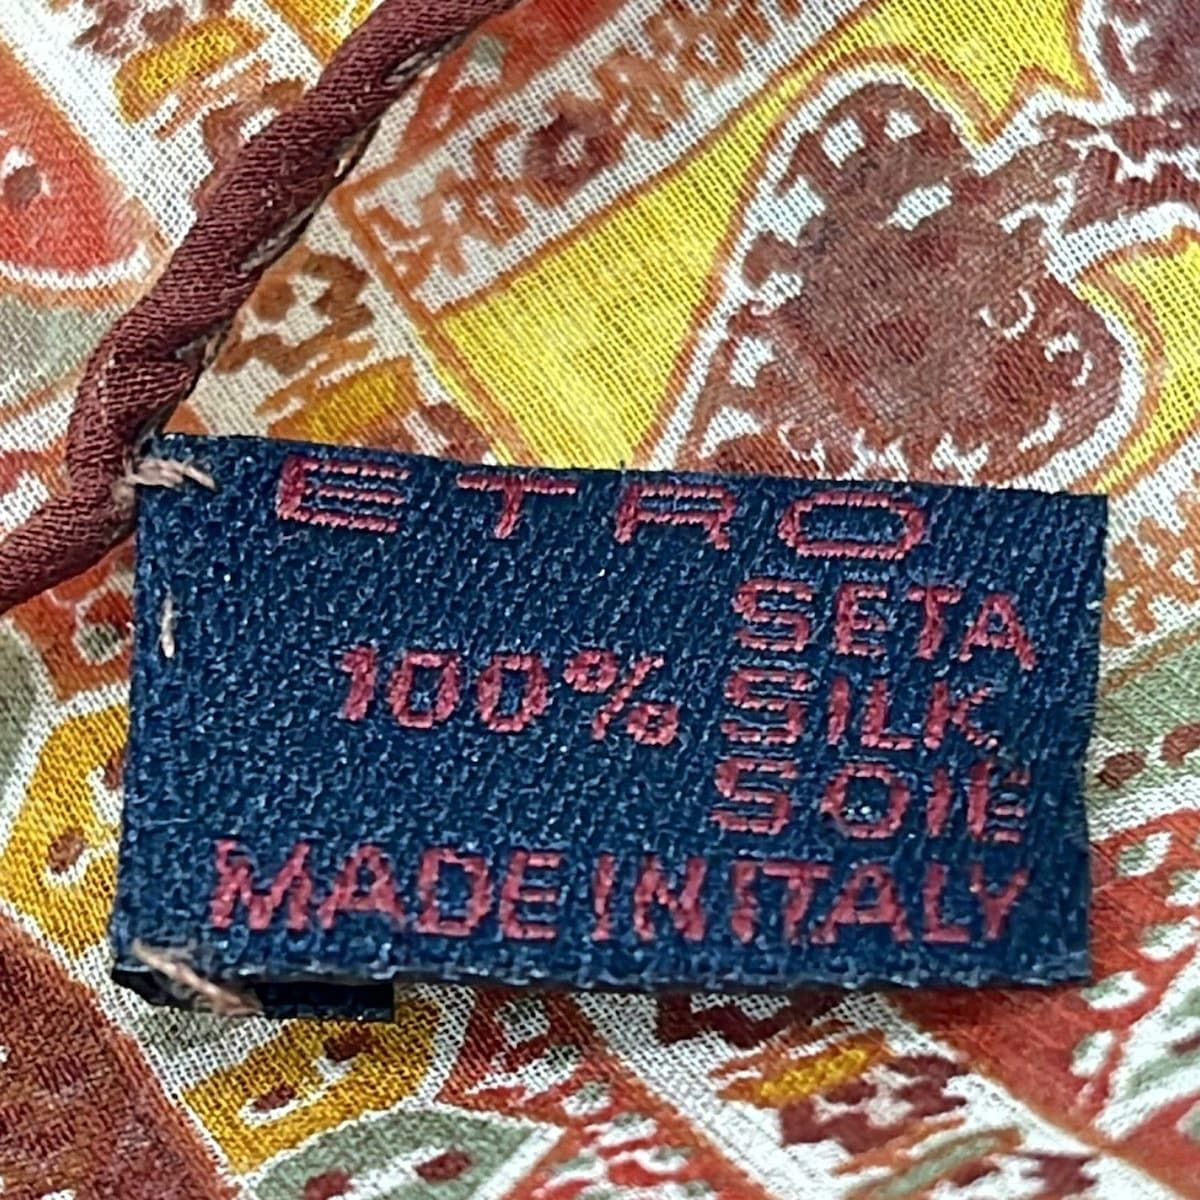 ETRO
SETA
100% SILK
SOIE
MADE IN ITALY